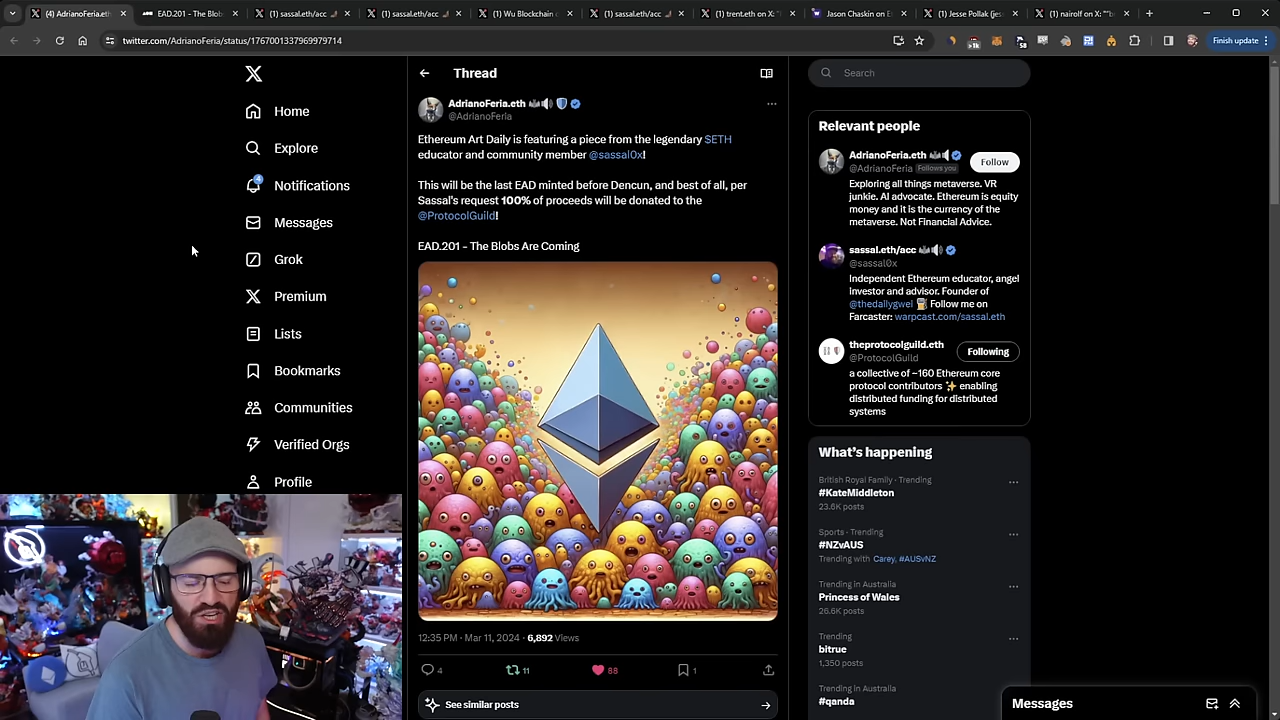 (4) AdrianoFeria.eth
EAD.201 - The Blobs
(1) sassal.eth/acc
(1) sassal.eth/acc
(1) Wu Blockchain
(1) sassal.eth/acc
trent.eth on X:
Jason Chaskin on
(1) Jesse Pollak (jes
(1) nairolf on X: "b
twitter.com/AdrianoFeria/status/1767001337969979714
Finish update
Home
Explore
4
Notifications
Messages
Grok
Premium
Lists
Bookmarks
Communities
Verified Orgs
Profile
Thread
AdrianoFeria.eth
@AdrianoFeria
Ethereum Art Daily is featuring a piece from the legendary $ETH
educator and community member @sassal0x!
This will be the last EAD minted before Dencun, and best of all, per
Sassal's request 100% of proceeds will be donated to the
@ProtocolGuild!
EAD.201 - The Blobs Are Coming
12:35 PM · Mar 11, 2024 · 6,892 Views
4 11 88 1
See similar posts
Search
Relevant people
AdrianoFeria.eth
@AdrianoFeria Follows you
Follow
Exploring all things metaverse. VR
junkie. AI advocate. Ethereum is equity
money and it is the currency of the
metaverse. Not Financial Advice.
sassal.eth/acc
@sassal0x
Independent Ethereum educator, angel
investor and advisor. Founder of
@thedailygwei ⛽ Follow me on
Farcaster: warpcast.com/sassal.eth
theprotocolguild.eth
@ProtocolGuild
Following
a collective of ~160 Ethereum core
protocol contributors ✨ enabling
distributed funding for distributed
systems
What's happening
British Royal Family · Trending
#KateMiddleton
23.6K posts
Sports · Trending
#NZvAUS
Trending with Carey, #AUSvNZ
Trending in Australia
Princess of Wales
26.6K posts
Trending
bitrue
1,350 posts
Trending in Australia
#qanda
Messages